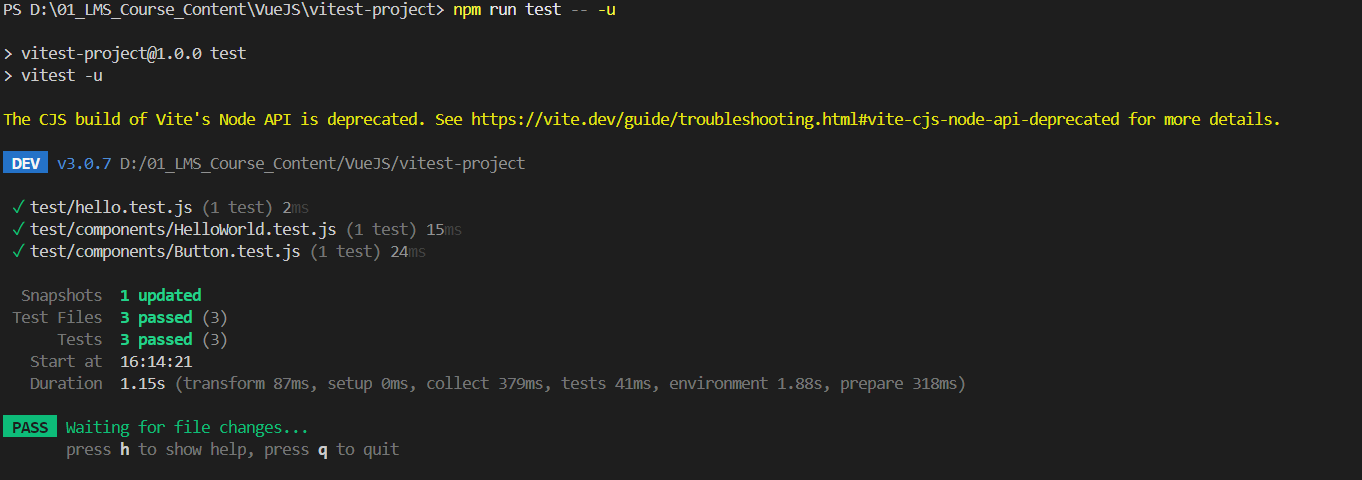 PS D:\01_LMS_Course_Content\VueJS\vitest-project> npm run test -- -u
> vitest-project@1.0.0 test
> vitest -u
The CJS build of Vite's Node API is deprecated. See https://vite.dev/guide/troubleshooting.html#vite-cjs-node-api-deprecated for more details.
DEV v3.0.7 D:/01_LMS_Course_Content/VueJS/vitest-project
✓ test/hello.test.js (1 test) 2ms
✓ test/components/HelloWorld.test.js (1 test) 15ms
✓ test/components/Button.test.js (1 test) 24ms
Snapshots 1 updated
Test Files 3 passed (3)
Tests 3 passed (3)
Start at 16:14:21
Duration 1.15s (transform 87ms, setup 0ms, collect 379ms, tests 41ms, environment 1.88s, prepare 318ms)
PASS Waiting for file changes...
press h to show help, press q to quit